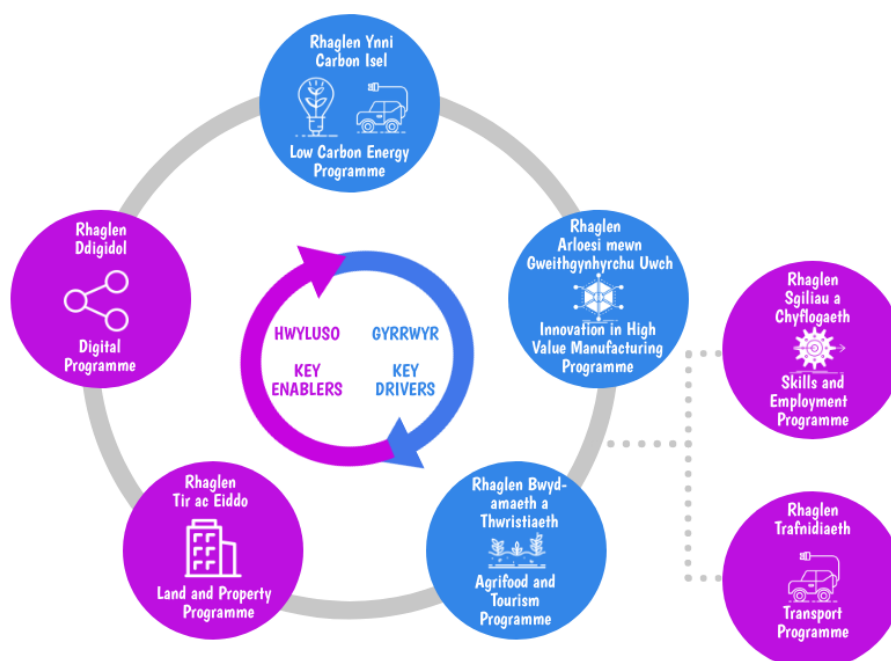 Rhaglen Ynni
Carbon Isel
Low Carbon Energy
Programme
Rhaglen
Ddigidol
Digital
Programme
Rhaglen
Arloesi mewn
Gweithgynhyrchu Uwch
Innovation in High
Value Manufacturing
Programme
HWYLUSO
KEY
ENABLERS
GYRRWYR
KEY
DRIVERS
Rhaglen
Sgiliau a
Chyflogaeth
Skills and
Employment
Programme
Rhaglen
Tir ac Eiddo
Land and Property
Programme
Rhaglen Bwyd-
amaeth a
Thwristiaeth
Agrifood and
Tourism
Programme
Rhaglen
Trafnidiaeth
Transport
Programme